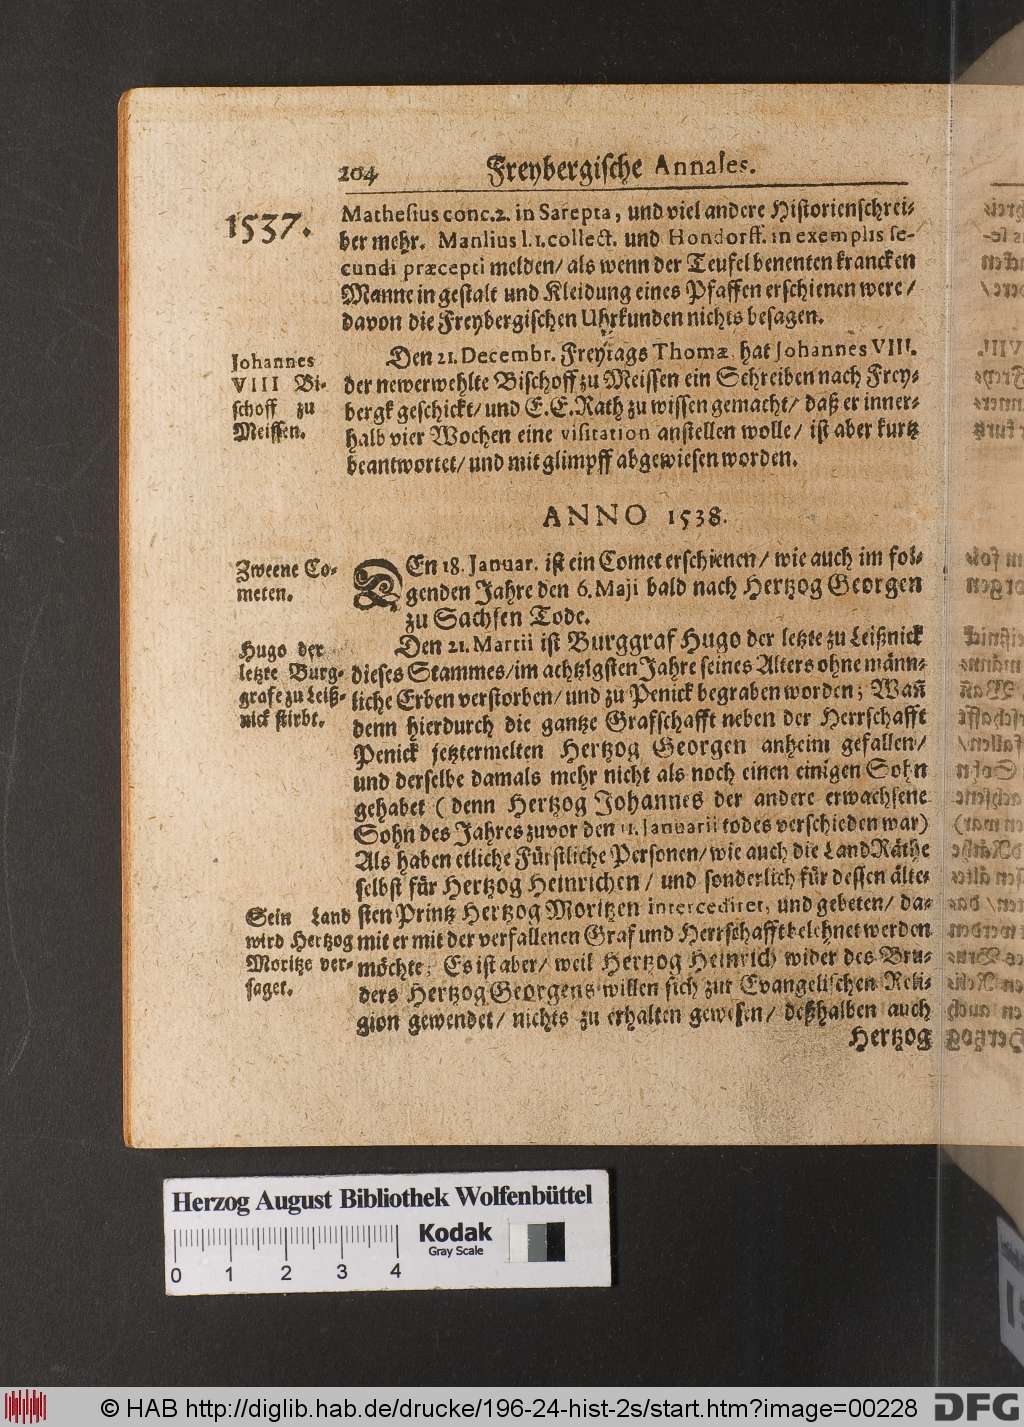 204 Freybergische Annales.
1537.
Mathesius conc.2. in Sarepta, und viel andere Historienschrei-
ber mehr. Manlius l.1.collect. und Hondorff. in exemplis se-
cundi præcepti melden/ als wenn der Teufel benenten krancken
Manne in gestalt und Kleidung eines Pfaffen erschienen were/
davon die Freybergischen Uhrkunden nichts besagen.
Johannes
VIII Bi-
schoff zu
Meissen.
Den 21. Decembr. Freytags Thomæ hat Johannes VIII.
der newerwehlte Bischoff zu Meissen ein Schreiben nach Frey-
bergk geschickt/ und E.E. Rath zu wissen gemacht/ daß er inner-
halb vier Wochen eine visitation anstellen wolle/ ist aber kurtz
beantwortet/ und mit glimpff abgewiesen worden.
ANNO 1538.
Zweene Co-
meten.
DEn 18. Januar. ist ein Comet erschienen/ wie auch im fol-
genden Jahre den 6. Maji bald nach Hertzog Georgen
zu Sachsen Tode.
Hugo der
letzte Burg-
grafe zu Leiß-
nick stirbt.
Den 21. Martii ist Burggraf Hugo der letzte zu Leißnick
dieses Stammes/ im achtzigsten Jahre seines Alters ohne männ-
liche Erben verstorben/ und zu Penick begraben worden; Wañ
denn hierdurch die gantze Grafschafft neben der Herrschafft
Penick jetztermelten Hertzog Georgen anheim gefallen/
und derselbe damals mehr nicht als noch einen einigen Sohn
gehabet (denn Hertzog Johannes der andere erwachsene
Sohn des Jahres zuvor den 11. Januarii todes verschieden war)
Als haben etliche Fürstliche Personen/ wie auch die LandRäthe
selbst für Hertzog Heinrichen/ und sonderlich für dessen älte-
sten Printz Hertzog Moritzen intercediret, und gebeten/ da-
mit er mit der verfallenen Graf und Herrschafft belehnet werden
möchte; Es ist aber/ weil Hertzog Heinrich wider des Bru-
ders Hertzog Georgens willen sich zur Evangelischen Reli-
gion gewendet/ nichts zu erhalten gewesen/ deßhalben auch
Sein Land
wird Hertzog
Moritze ver-
saget.
Hertzog
Herzog August Bibliothek Wolfenbüttel
Kodak
Gray Scale
0 1 2 3 4
© HAB http://diglib.hab.de/drucke/196-24-hist-2s/start.htm?image=00228
DFG